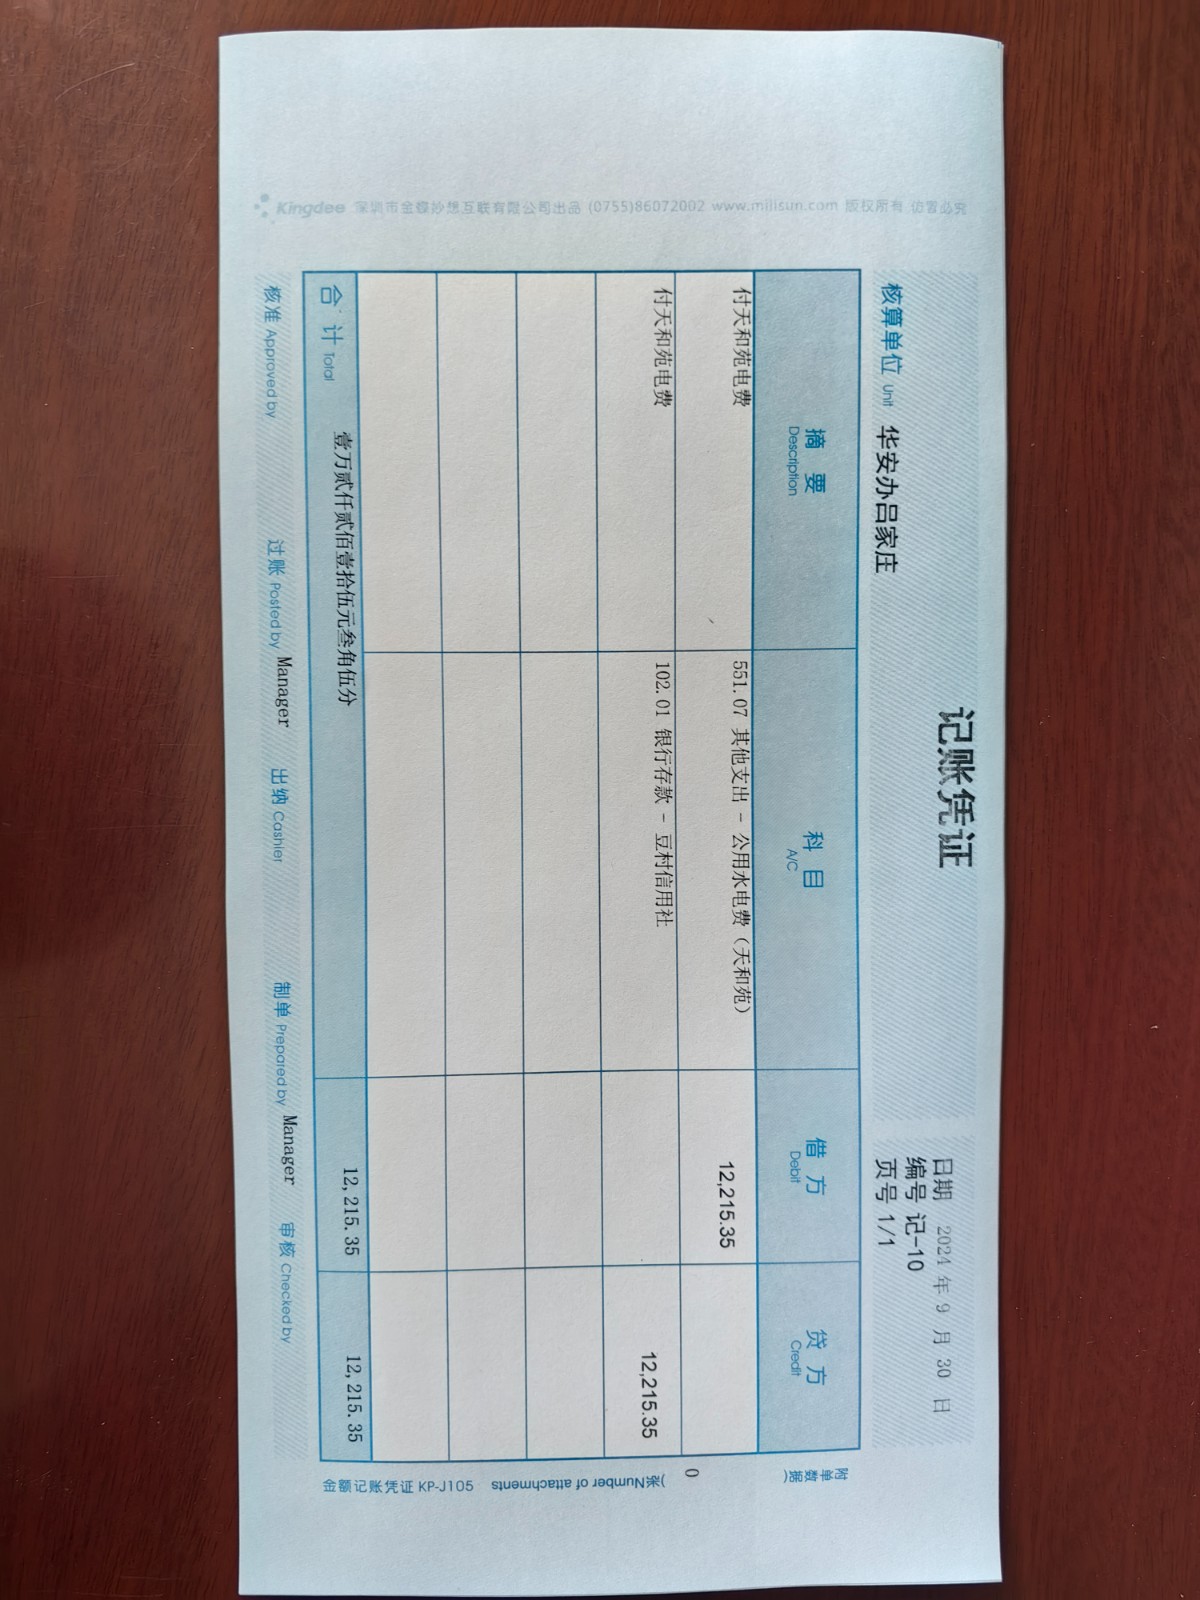 记账凭证
日期 2024 年 9 月 30 日
编号 记-10
核算单位 Unit 华安办吕家庄
页号 1/1
摘 要 科 目 借 方 贷 方
Description A/C Debit Credit
付天和苑电费 551.07 其他支出 - 公用水电费（天和苑） 12,215.35
付天和苑电费 102.01 银行存款 - 豆村信用社 12,215.35
合 计 Total 壹万贰仟贰佰壹拾伍元叁角伍分 12,215.35 12,215.35
核准 Approved by 过账 Posted by Manager 出纳 Cashier 制单 Prepared by Manager 审核 Checked by
附单据数(
0
张Number of attachments)
金额记账凭证 KP-J105
Kingdee 深圳市金蝶妙想互联有限公司出品 (0755)86072002 www.milisun.com 版权所有 仿冒必究